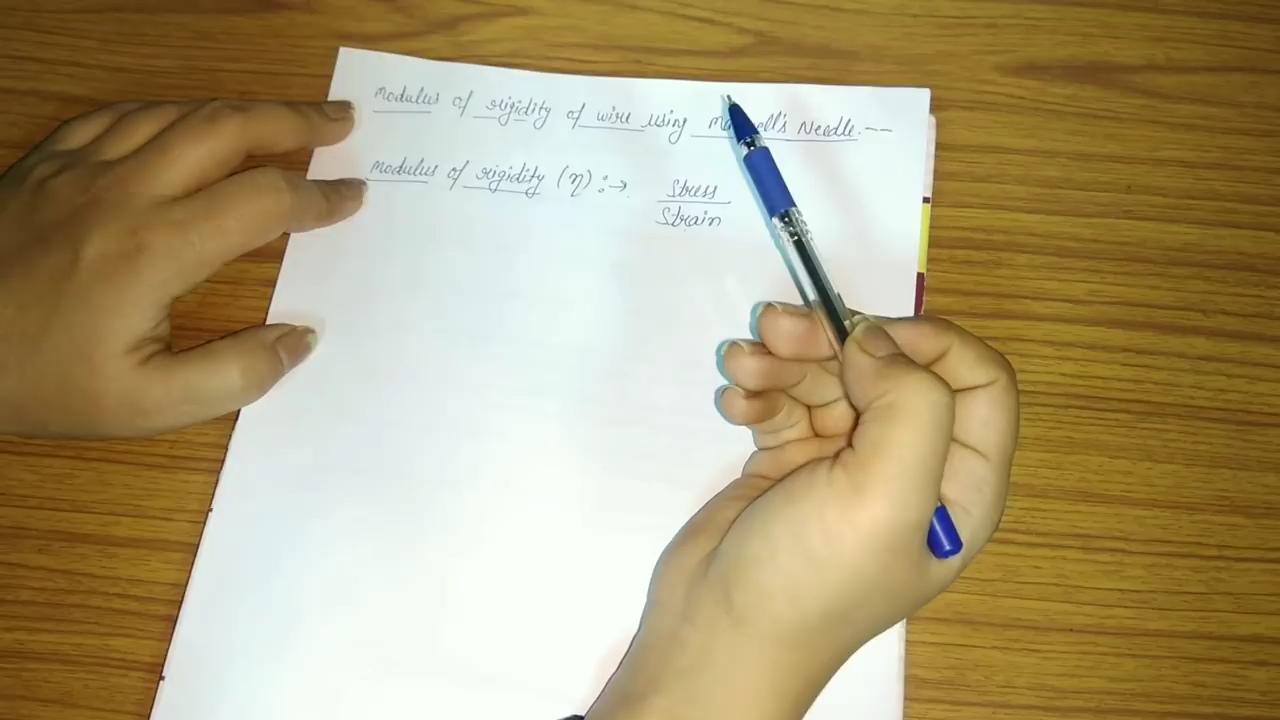 modulus of rigidity of wire using Needle.--
modulus of rigidity (η) :→ Stress
Strain